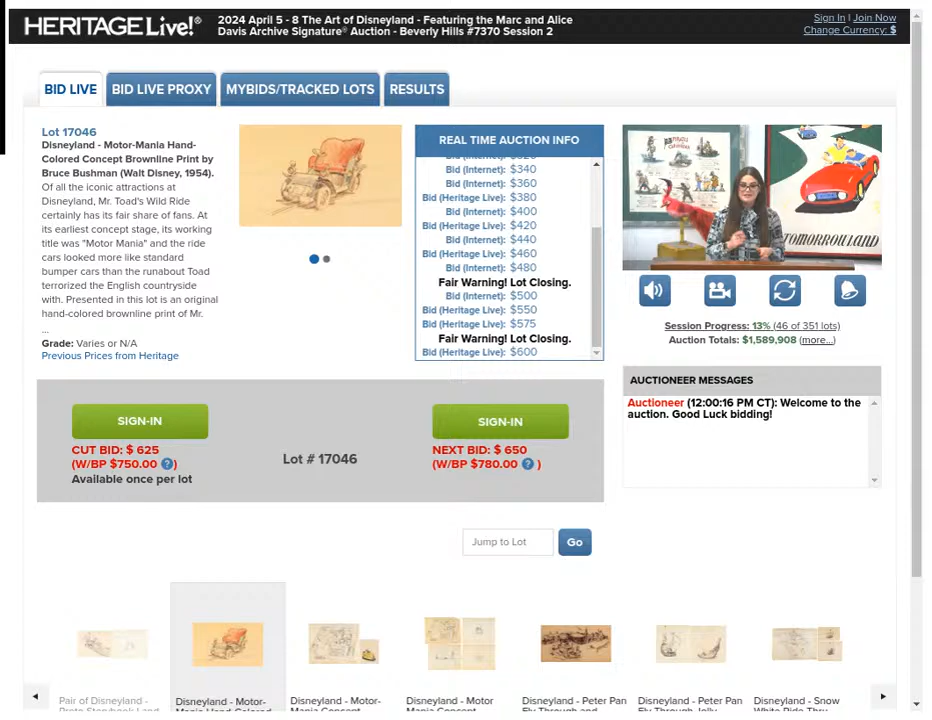 HERITAGE Live!®
2024 April 5 - 8 The Art of Disneyland - Featuring the Marc and Alice
Davis Archive Signature® Auction - Beverly Hills #7370 Session 2
Sign In | Join Now
Change Currency: $
BID LIVE
BID LIVE PROXY
MYBIDS/TRACKED LOTS
RESULTS
Lot 17046
Disneyland - Motor-Mania Hand-
Colored Concept Brownline Print by
Bruce Bushman (Walt Disney, 1954).
Of all the iconic attractions at
Disneyland, Mr. Toad's Wild Ride
certainly has its fair share of fans. At
its earliest concept stage, its working
title was "Motor Mania" and the ride
cars looked more like standard
bumper cars than the runabout Toad
terrorized the English countryside
with. Presented in this lot is an original
hand-colored brownline print of Mr.
...
Grade: Varies or N/A
Previous Prices from Heritage
REAL TIME AUCTION INFO
Bid (Internet): $320
Bid (Internet): $340
Bid (Internet): $360
Bid (Heritage Live): $380
Bid (Internet): $400
Bid (Heritage Live): $420
Bid (Internet): $440
Bid (Heritage Live): $460
Bid (Internet): $480
Fair Warning! Lot Closing.
Bid (Internet): $500
Bid (Heritage Live): $550
Bid (Heritage Live): $575
Fair Warning! Lot Closing.
Bid (Heritage Live): $600
TOMORROWLAND
Session Progress: 13% (46 of 351 lots)
Auction Totals: $1,589,908 (more...)
AUCTIONEER MESSAGES
Auctioneer (12:00:16 PM CT): Welcome to the
auction. Good Luck bidding!
SIGN-IN
CUT BID: $ 625
(W/BP $750.00 ?)
Available once per lot
Lot # 17046
SIGN-IN
NEXT BID: $ 650
(W/BP $780.00 ? )
Jump to Lot
Go
Pair of Disneyland -
Disneyland - Motor-
Disneyland - Motor-
Disneyland - Motor
Disneyland - Peter Pan
Disneyland - Peter Pan
Disneyland - Snow